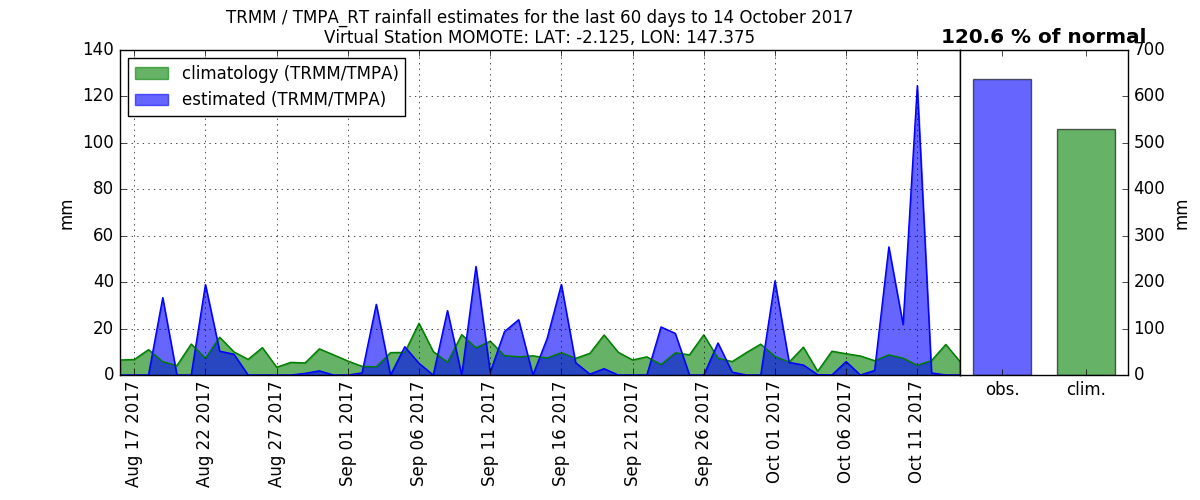 TRMM / TMPA_RT rainfall estimates for the last 60 days to 14 October 2017
Virtual Station MOMOTE: LAT: -2.125, LON: 147.375
120.6 % of normal
climatology (TRMM/TMPA)
estimated (TRMM/TMPA)
mm
140
120
100
80
60
40
20
0
Aug 17 2017
Aug 22 2017
Aug 27 2017
Sep 01 2017
Sep 06 2017
Sep 11 2017
Sep 16 2017
Sep 21 2017
Sep 26 2017
Oct 01 2017
Oct 06 2017
Oct 11 2017
obs.
clim.
700
600
500
400
300
200
100
0
mm